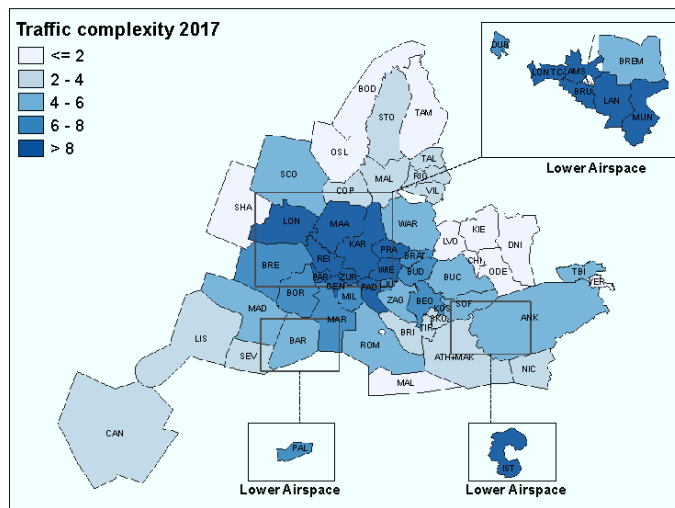 Traffic complexity 2017
<= 2
2 - 4
4 - 6
6 - 8
> 8
DUB
BREM
LON TC
AMS
BRU
LAN
MUN
Lower Airspace
BOD
STO
TAM
OSL
TAL
SCO
MAL
RIG
COP
VIL
SHA
LON
MAA
WAR
KIE
LVO
DNI
KAR
PRA
REI
BRAT
CHI
BRE
WIE
BUD
ODE
TBI
PAR
ZUR
BUC
YER
GEN
PAD
LJU
BOR
MIL
ZAG
BEO
SOF
MAD
KOS
ANK
MAR
SKO
TIR
LIS
BAR
ROM
BRI
SEV
ATH+MAK
NIC
MAL
CAN
PAL
IST
Lower Airspace
Lower Airspace